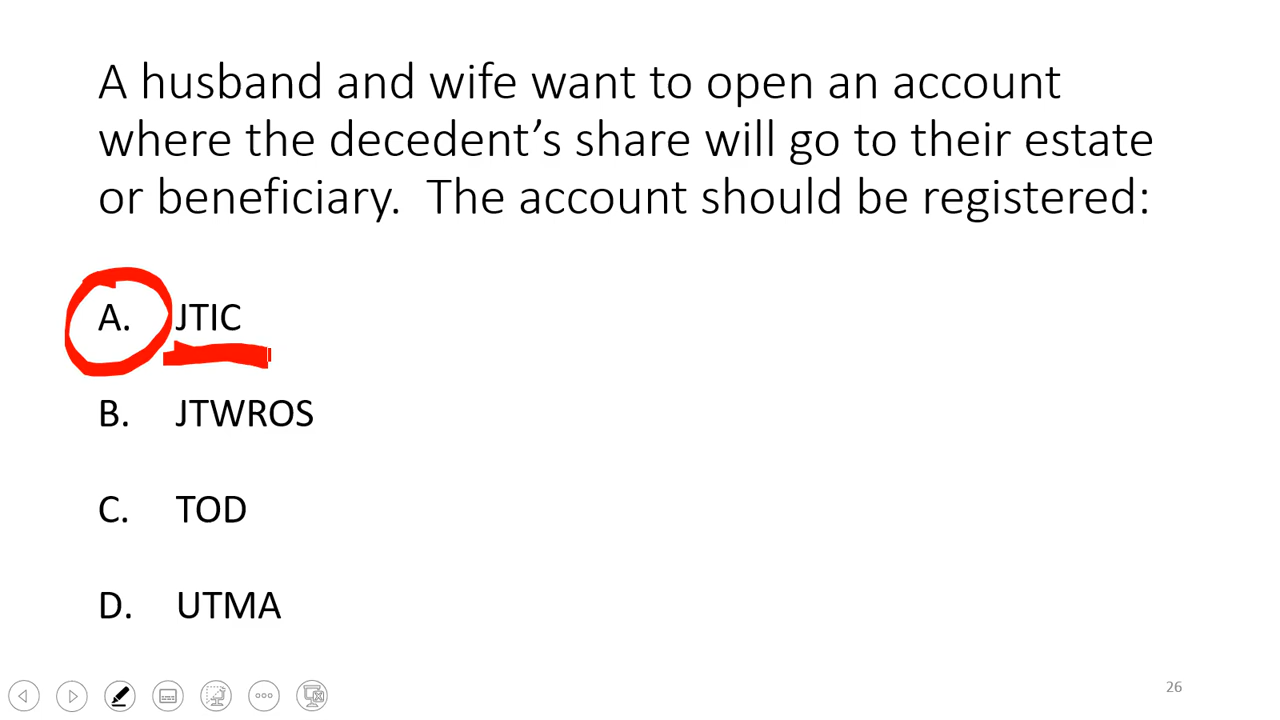 A husband and wife want to open an account
where the decedent’s share will go to their estate
or beneficiary.  The account should be registered:
A. JTIC
B. JTWROS
C. TOD
D. UTMA
26